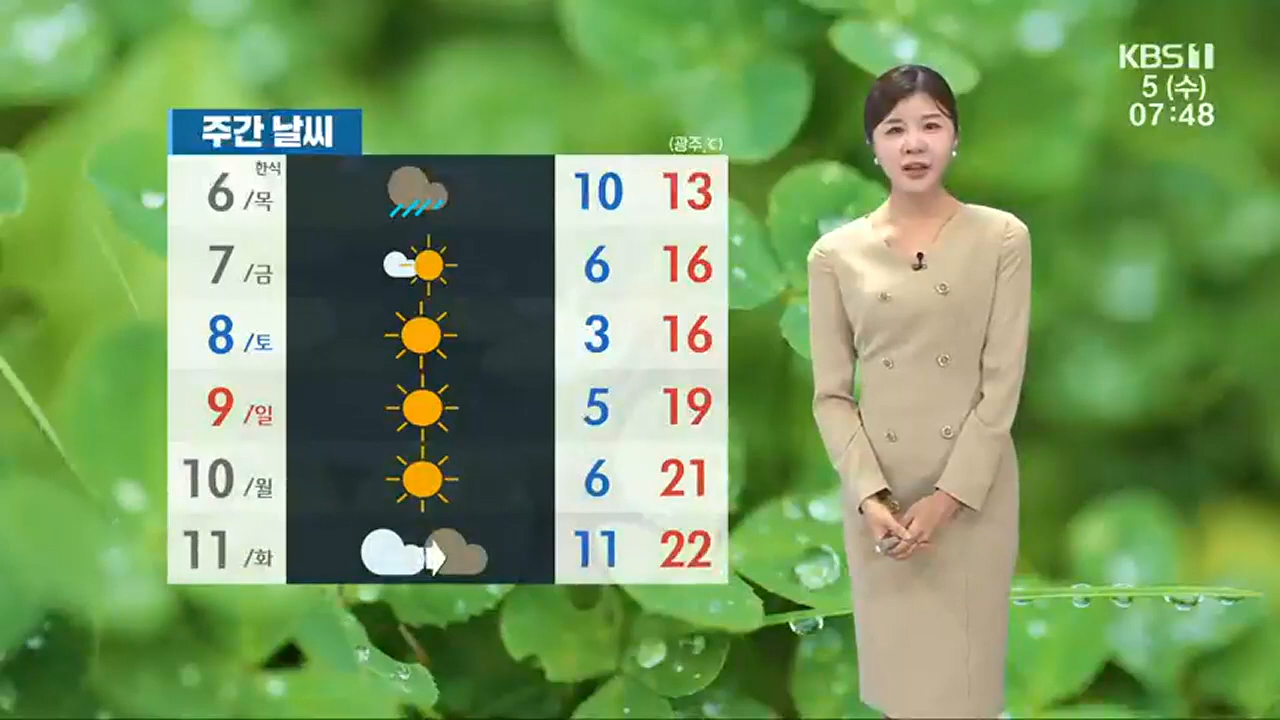 KBS 1
5 (수)
07:48
주간 날씨
(광주,℃)
한식
6 /목 10 13
7 /금 6 16
8 /토 3 16
9 /일 5 19
10 /월 6 21
11 /화 11 22